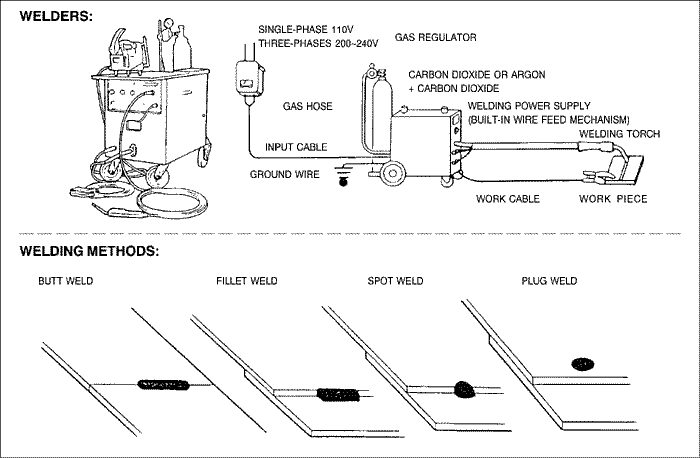 WELDERS:
SINGLE-PHASE 110V
THREE-PHASES 200~240V
GAS REGULATOR
CARBON DIOXIDE OR ARGON
+ CARBON DIOXIDE
GAS HOSE
WELDING POWER SUPPLY
(BUILT-IN WIRE FEED MECHANISM)
WELDING TORCH
INPUT CABLE
GROUND WIRE
WORK CABLE
WORK PIECE
WELDING METHODS:
BUTT WELD
FILLET WELD
SPOT WELD
PLUG WELD